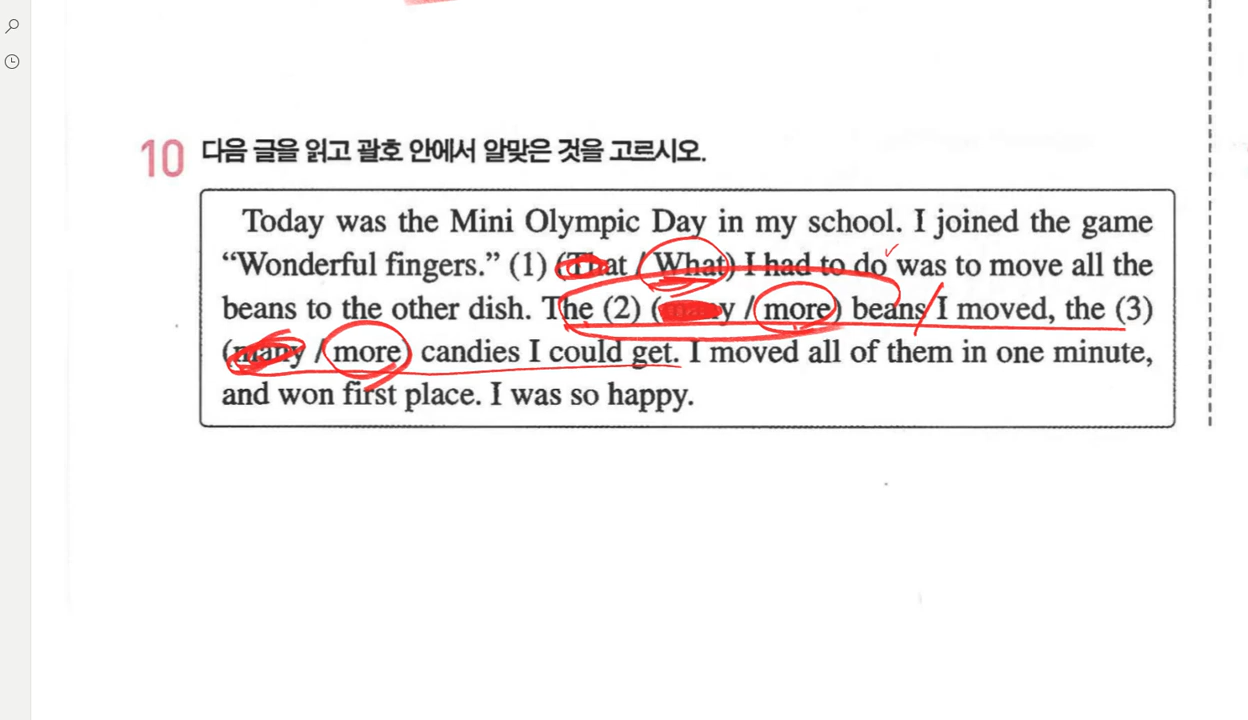 10 다음 글을 읽고 괄호 안에서 알맞은 것을 고르시오.
Today was the Mini Olympic Day in my school. I joined the game
“Wonderful fingers.” (1) (That / What) I had to do was to move all the
beans to the other dish. The (2) (many / more) beans I moved, the (3)
(many / more) candies I could get. I moved all of them in one minute,
and won first place. I was so happy.